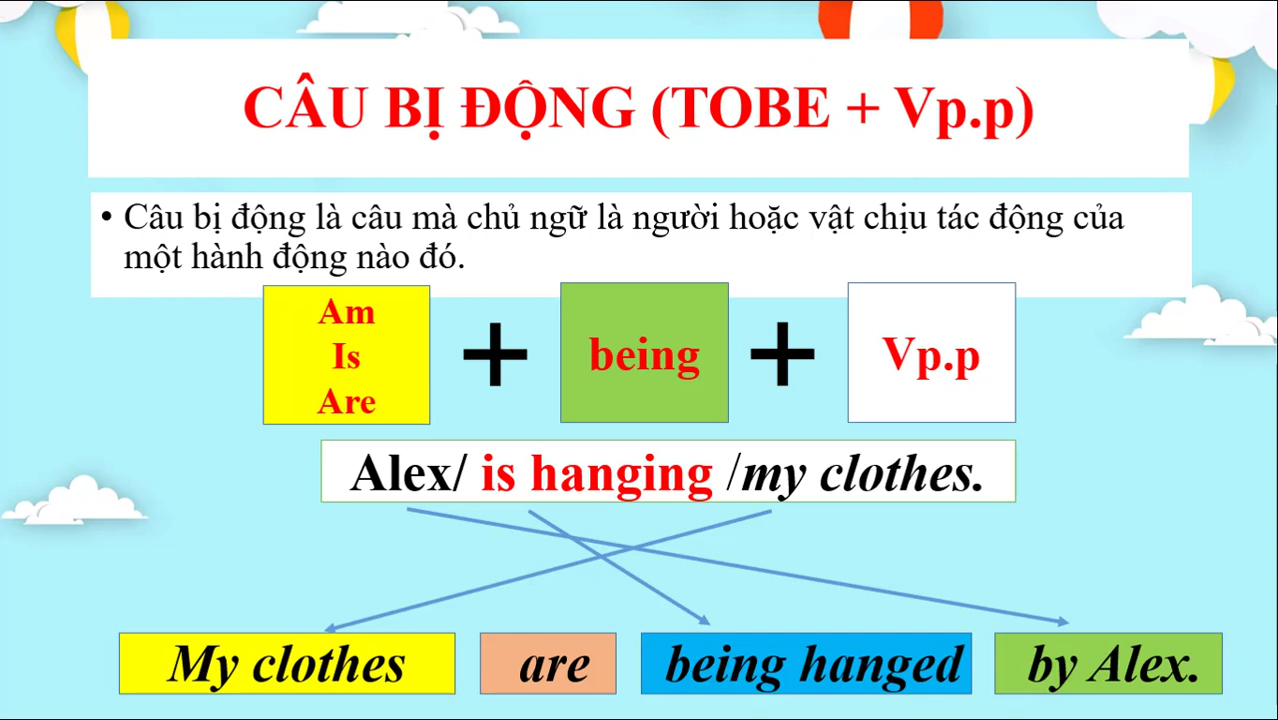 CÂU BỊ ĐỘNG (TOBE + Vp.p)
• Câu bị động là câu mà chủ ngữ là người hoặc vật chịu tác động của
một hành động nào đó.
Am
Is
Are
+
being
+
Vp.p
Alex/ is hanging /my clothes.
My clothes are being hanged by Alex.